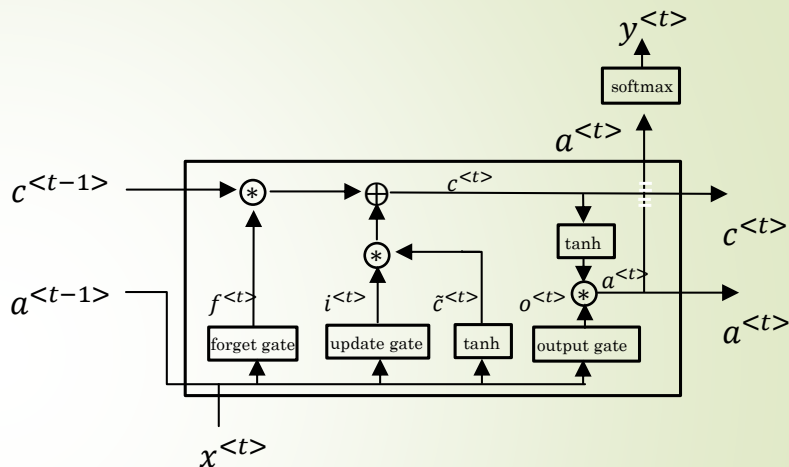 y^{<t>}
softmax
a^{<t>}
c^{<t−1>}
⊛ ⊕ c^{<t>}
c^{<t>}
tanh
⊛
a^{<t−1>}
f^{<t>} i^{<t>} c̃^{<t>} o^{<t>} ⊛ a^{<t>}
a^{<t>}
forget gate update gate tanh output gate
x^{<t>}